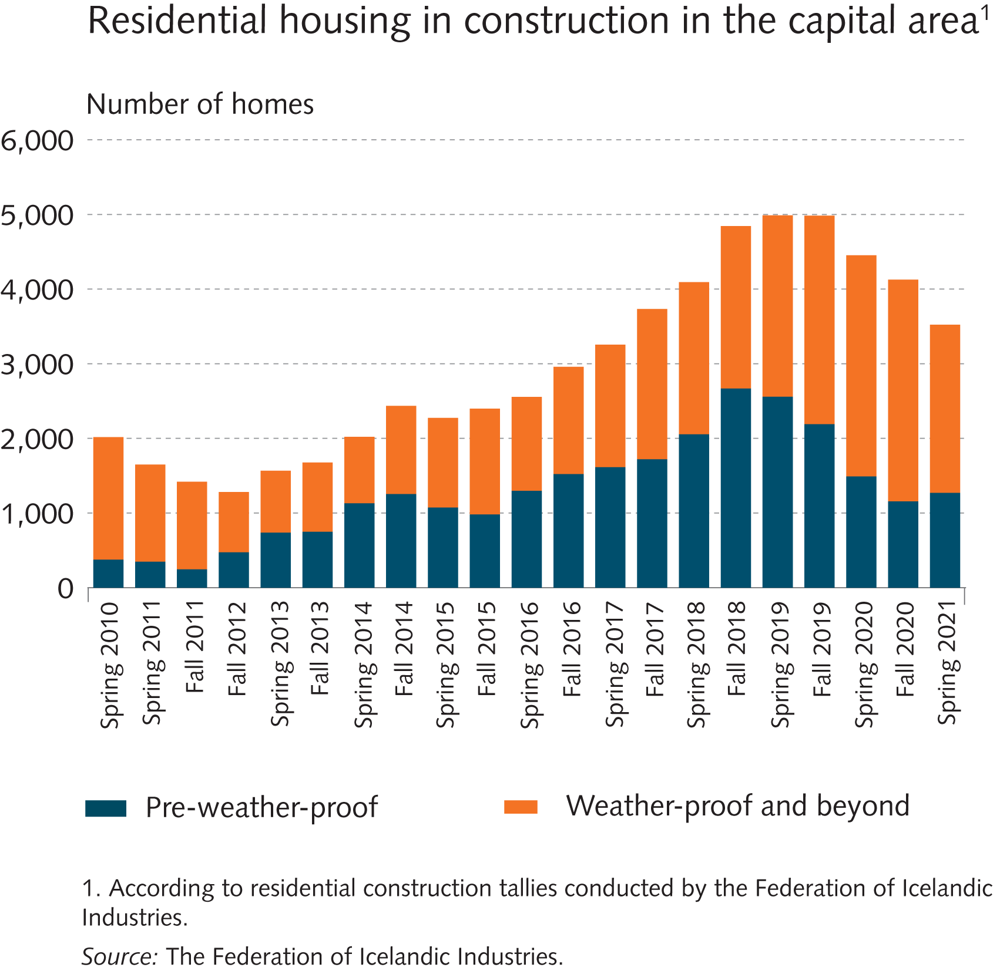 Residential housing in construction in the capital area¹
Number of homes
6,000
5,000
4,000
3,000
2,000
1,000
0
Spring 2010
Spring 2011
Fall 2011
Fall 2012
Spring 2013
Fall 2013
Spring 2014
Fall 2014
Spring 2015
Fall 2015
Spring 2016
Fall 2016
Spring 2017
Fall 2017
Spring 2018
Fall 2018
Spring 2019
Fall 2019
Spring 2020
Fall 2020
Spring 2021
Pre-weather-proof
Weather-proof and beyond
1. According to residential construction tallies conducted by the Federation of Icelandic
Industries.
Source: The Federation of Icelandic Industries.